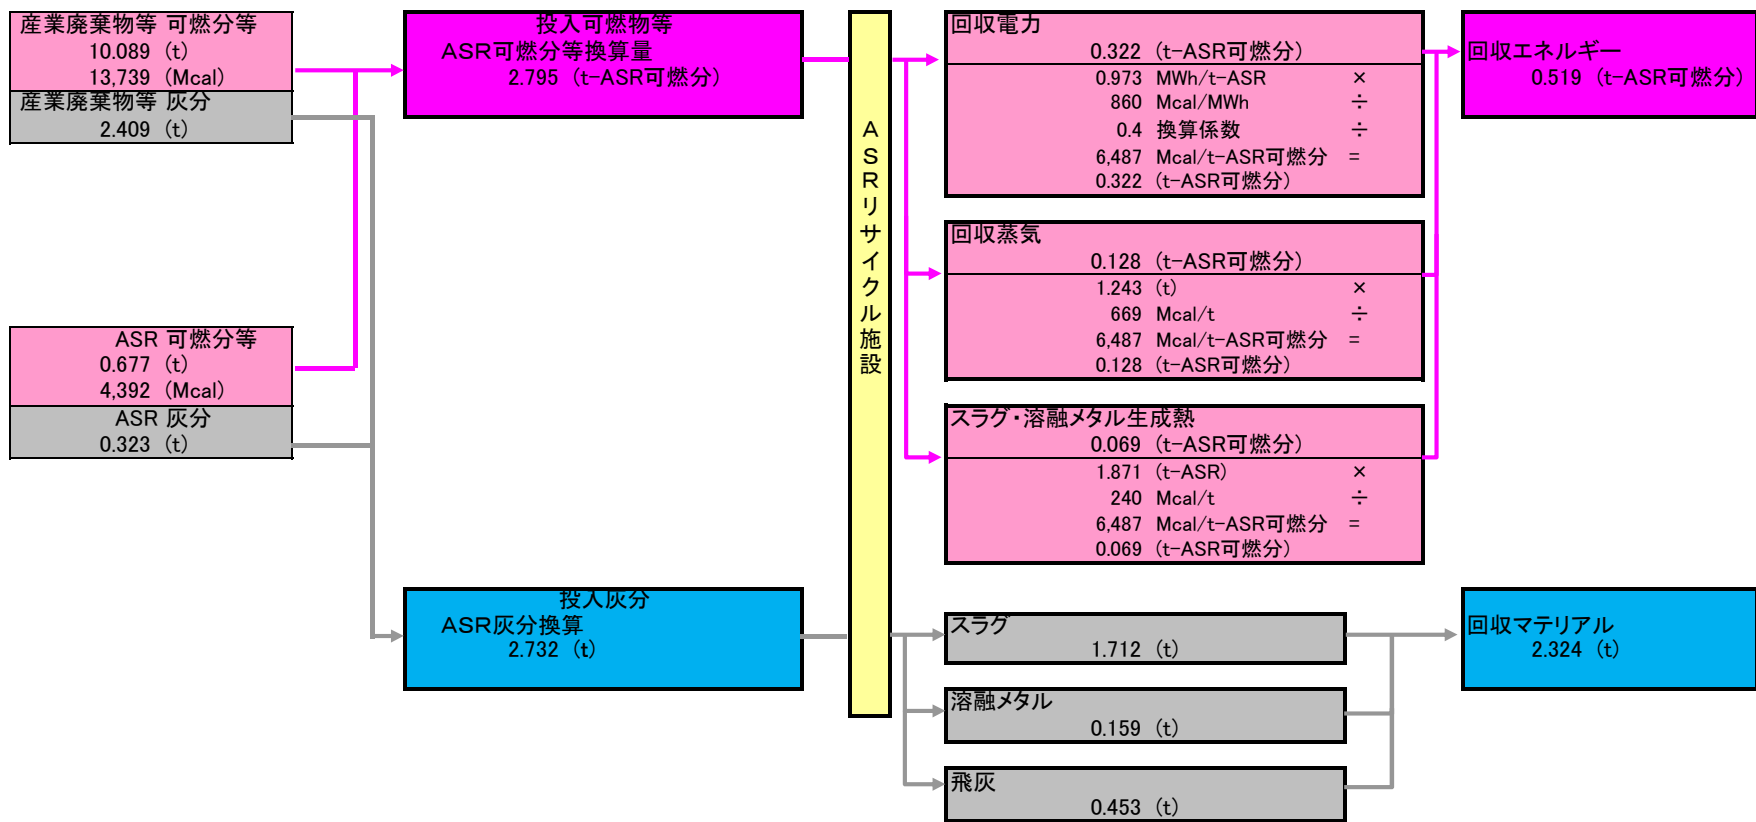 産業廃棄物等 可燃分等
10.089 (t)
13,739 (Mcal)
産業廃棄物等 灰分
2.409 (t)
ASR 可燃分等
0.677 (t)
4,392 (Mcal)
ASR 灰分
0.323 (t)
投入可燃物等
ASR可燃分等換算量
2.795 (t-ASR可燃分)
投入灰分
ASR灰分換算
2.732 (t)
ASRリサイクル施設
回収電力
0.322 (t-ASR可燃分)
0.973 MWh/t-ASR ×
860 Mcal/MWh ÷
0.4 換算係数 ÷
6,487 Mcal/t-ASR可燃分 =
0.322 (t-ASR可燃分)
回収蒸気
0.128 (t-ASR可燃分)
1.243 (t) ×
669 Mcal/t ÷
6,487 Mcal/t-ASR可燃分 =
0.128 (t-ASR可燃分)
スラグ・溶融メタル生成熱
0.069 (t-ASR可燃分)
1.871 (t-ASR) ×
240 Mcal/t ÷
6,487 Mcal/t-ASR可燃分 =
0.069 (t-ASR可燃分)
スラグ
1.712 (t)
溶融メタル
0.159 (t)
飛灰
0.453 (t)
回収エネルギー
0.519 (t-ASR可燃分)
回収マテリアル
2.324 (t)